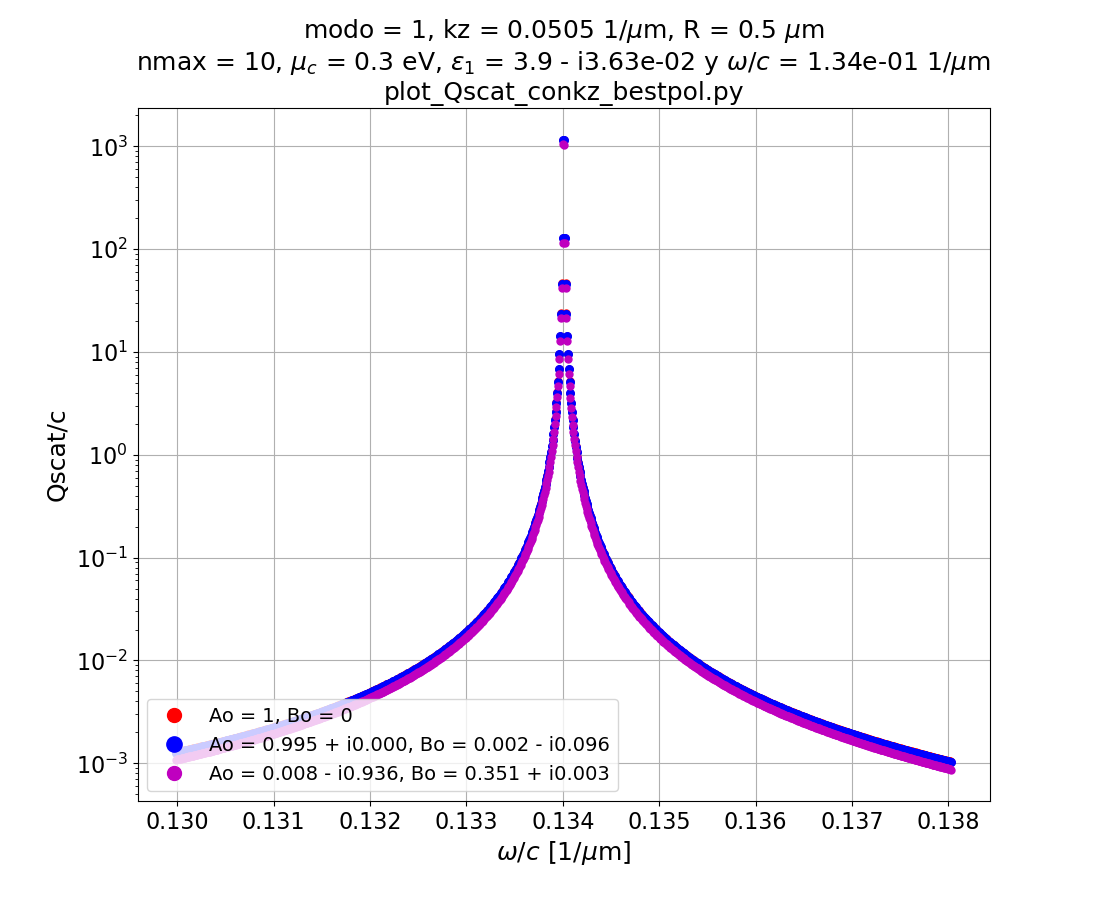 modo = 1, kz = 0.0505 1/μm, R = 0.5 μm
nmax = 10, μc = 0.3 eV, ε1 = 3.9 - i3.63e-02 y ω/c = 1.34e-01 1/μm
plot_Qscat_conkz_bestpol.py
Qscat/c
10³
10²
10¹
10⁰
10⁻¹
10⁻²
10⁻³
Ao = 1, Bo = 0
Ao = 0.995 + i0.000, Bo = 0.002 - i0.096
Ao = 0.008 - i0.936, Bo = 0.351 + i0.003
0.130 0.131 0.132 0.133 0.134 0.135 0.136 0.137 0.138
ω/c [1/μm]